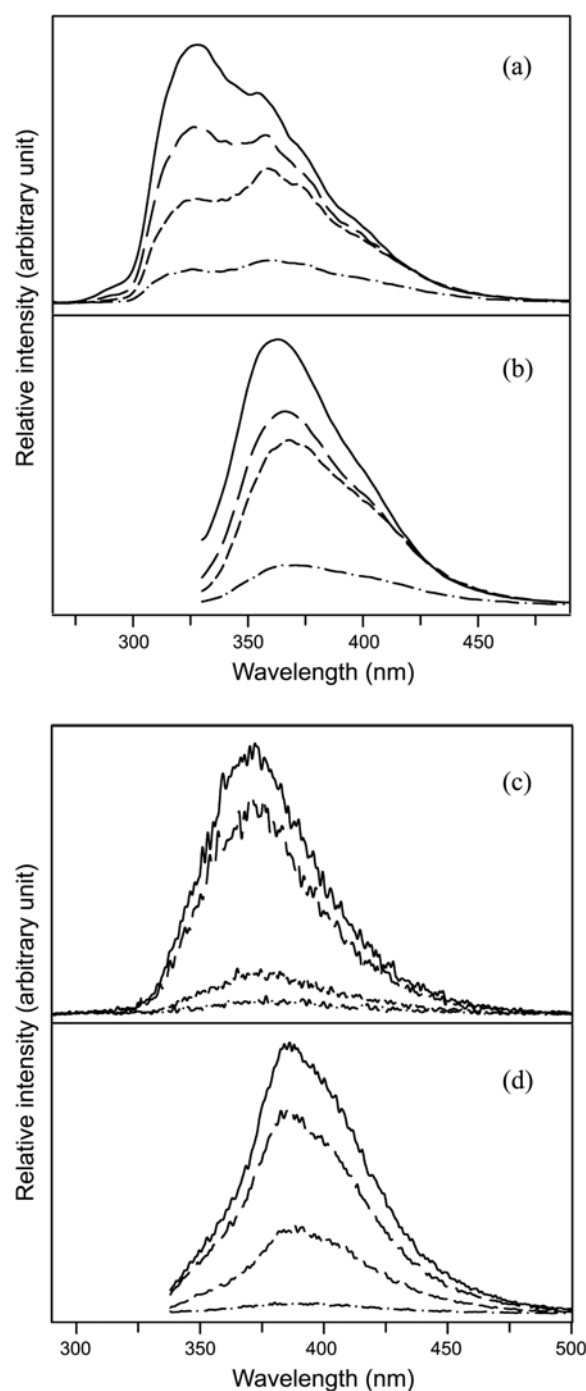 (a)
Relative intensity (arbitrary unit)
(b)
300 350 400 450
Wavelength (nm)
(c)
Relative intensity (arbitrary unit)
(d)
300 350 400 450 500
Wavelength (nm)